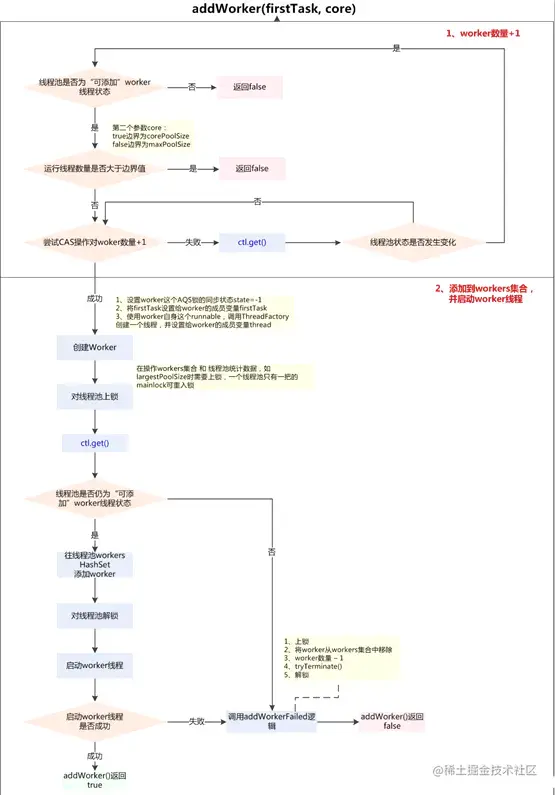 addWorker(firstTask, core)
1、worker数量+1
是
线程池是否为“可添加”worker
线程状态
否
返回false
是
第二个参数core：
true边界为corePoolSize
false边界为maxPoolSize
运行线程数量是否大于边界值
是
返回false
否
否
尝试CAS操作对woker数量+1
失败
ctl.get()
线程池状态是否发生变化
2、添加到workers集合，
并启动worker线程
成功
1、设置worker这个AQS锁的同步状态state=-1
2、将firstTask设置给worker的成员变量firstTask
3、使用worker自身这个runnable，调用ThreadFactory
创建一个线程，并设置给worker的成员变量thread
创建Worker
在操作workers集合 和 线程池统计数据，如
largestPoolSize时需要上锁，一个线程池只有一把的
mainlock可重入锁
对线程池上锁
ctl.get()
线程池是否仍为“可添
加”worker线程状态
是
否
往线程池workers
HashSet
添加worker
对线程池解锁
启动worker线程
1、上锁
2、将worker从workers集合中移除
3、worker数量－1
4、tryTerminate()
5、解锁
启动worker线程
是否成功
失败
调用addWorkerFailed逻
辑
addWorker()返回
false
成功
addWorker()返回
true
@稀土掘金技术社区